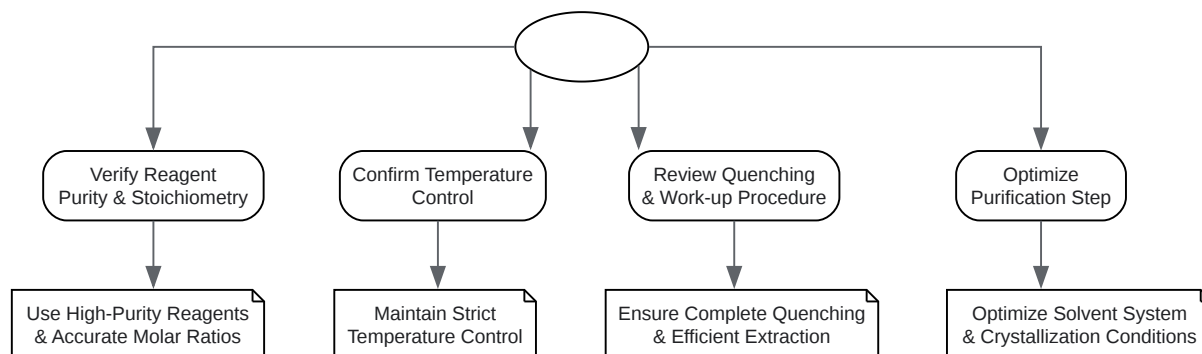 Verify Reagent
Purity & Stoichiometry
Confirm Temperature
Control
Review Quenching
& Work-up Procedure
Optimize
Purification Step
Use High-Purity Reagents
& Accurate Molar Ratios
Maintain Strict
Temperature Control
Ensure Complete Quenching
& Efficient Extraction
Optimize Solvent System
& Crystallization Conditions